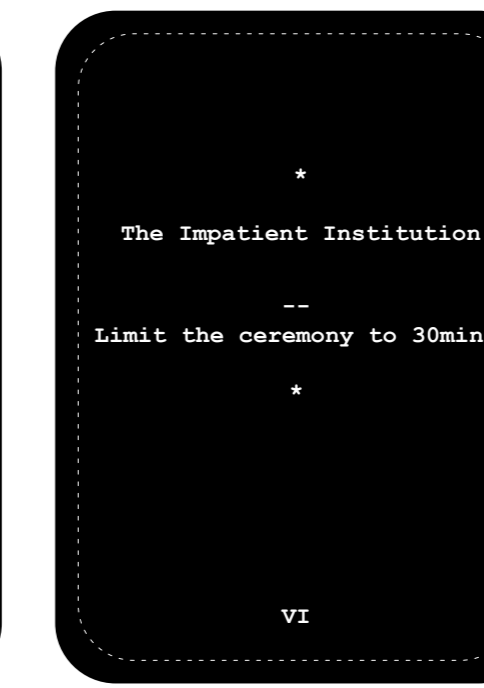 *
The Impatient Institution
--
Limit the ceremony to 30min
*
VI